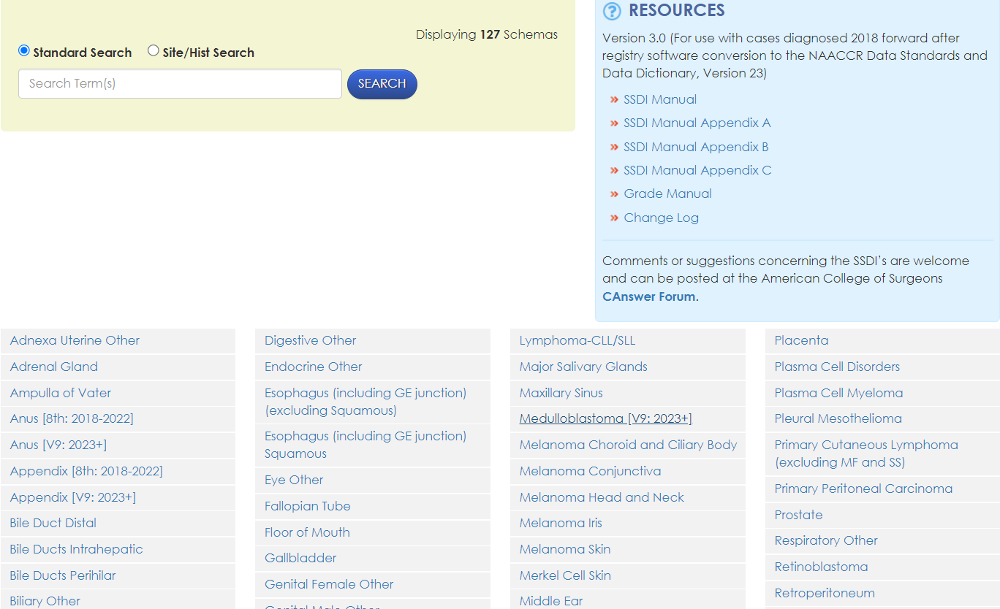 Displaying 127 Schemas
Standard Search
Site/Hist Search
Search Term(s)
SEARCH
RESOURCES
Version 3.0 (For use with cases diagnosed 2018 forward after
registry software conversion to the NAACCR Data Standards and
Data Dictionary, Version 23)
SSDI Manual
SSDI Manual Appendix A
SSDI Manual Appendix B
SSDI Manual Appendix C
Grade Manual
Change Log
Comments or suggestions concerning the SSDI's are welcome
and can be posted at the American College of Surgeons
CAnswer Forum.
Adnexa Uterine Other
Adrenal Gland
Ampulla of Vater
Anus [8th: 2018-2022]
Anus [V9: 2023+]
Appendix [8th: 2018-2022]
Appendix [V9: 2023+]
Bile Duct Distal
Bile Ducts Intrahepatic
Bile Ducts Perihilar
Biliary Other
Digestive Other
Endocrine Other
Esophagus (including GE junction)
(excluding Squamous)
Esophagus (including GE junction)
Squamous
Eye Other
Fallopian Tube
Floor of Mouth
Gallbladder
Genital Female Other
Genital Male Other
Lymphoma-CLL/SLL
Major Salivary Glands
Maxillary Sinus
Medulloblastoma [V9: 2023+]
Melanoma Choroid and Ciliary Body
Melanoma Conjunctiva
Melanoma Head and Neck
Melanoma Iris
Melanoma Skin
Merkel Cell Skin
Middle Ear
Placenta
Plasma Cell Disorders
Plasma Cell Myeloma
Pleural Mesothelioma
Primary Cutaneous Lymphoma
(excluding MF and SS)
Primary Peritoneal Carcinoma
Prostate
Respiratory Other
Retinoblastoma
Retroperitoneum